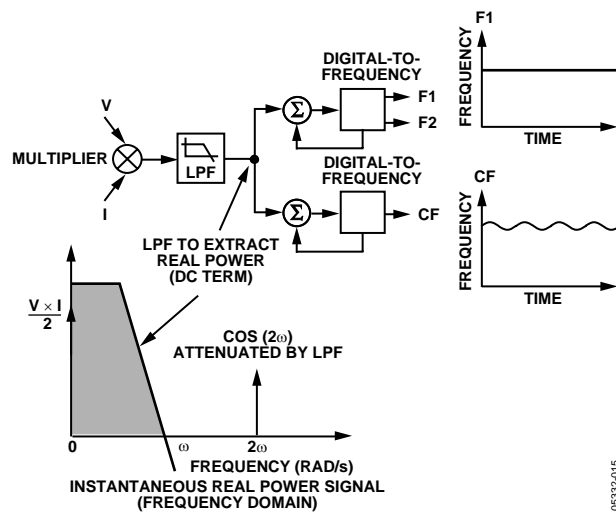 F1
DIGITAL-TO-
FREQUENCY
V
F1
FREQUENCY
Σ
MULTIPLIER
F2
LPF
TIME
I
DIGITAL-TO-
FREQUENCY
CF
Σ
CF
FREQUENCY
LPF TO EXTRACT
REAL POWER
(DC TERM)
TIME
V × I
2
COS (2ω)
ATTENUATED BY LPF
0
ω
2ω
FREQUENCY (RAD/s)
INSTANTANEOUS REAL POWER SIGNAL
(FREQUENCY DOMAIN)
05332-015